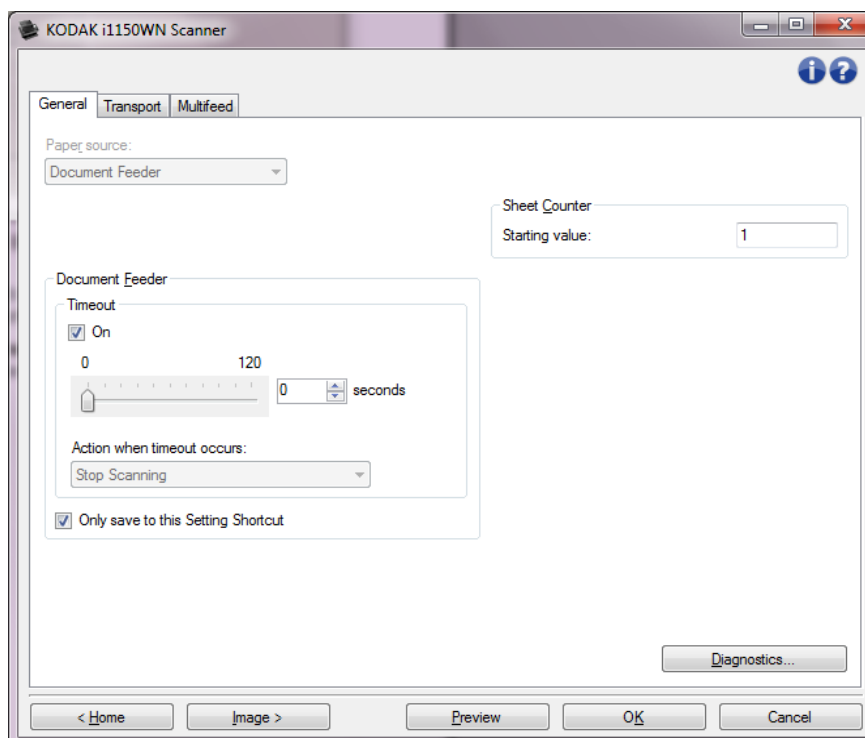 KODAK i1150WN Scanner
General Transport Multifeed
Paper source:
Document Feeder
Sheet Counter
Starting value: 1
Document Feeder
Timeout
On
0 120
0 seconds
Action when timeout occurs:
Stop Scanning
Only save to this Setting Shortcut
Diagnostics...
< Home Image > Preview OK Cancel